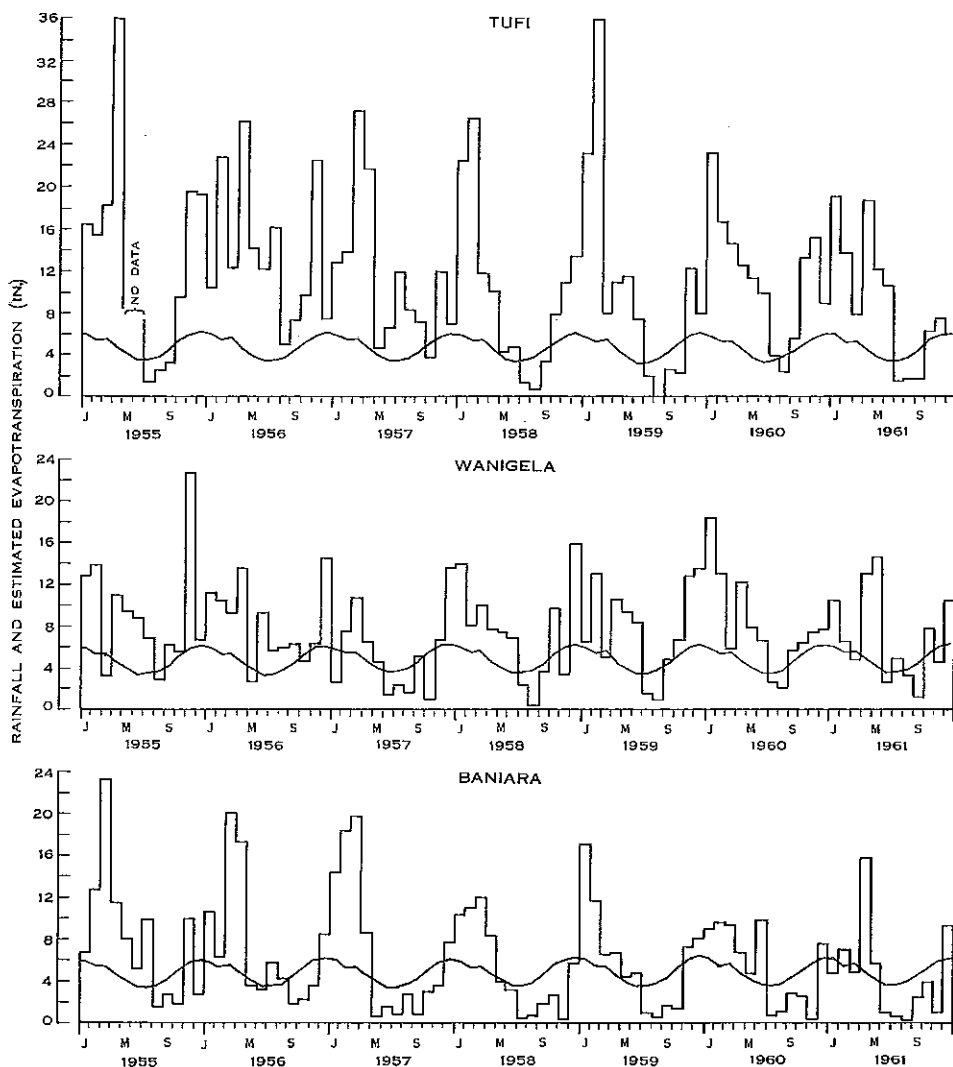 TUFI
36
32
28
24
20
16
12
8
4
0
NO DATA
J M S J M S J M S J M S J M S J M S J M S
1955 1956 1957 1958 1959 1960 1961
RAINFALL AND ESTIMATED EVAPOTRANSPIRATION (IN.)
WANIGELA
24
20
16
12
8
4
0
J M S J M S J M S J M S J M S J M S J M S
1955 1956 1957 1958 1959 1960 1961
BANIARA
24
20
16
12
8
4
0
J M S J M S J M S J M S J M S J M S J M S
1955 1956 1957 1958 1959 1960 1961